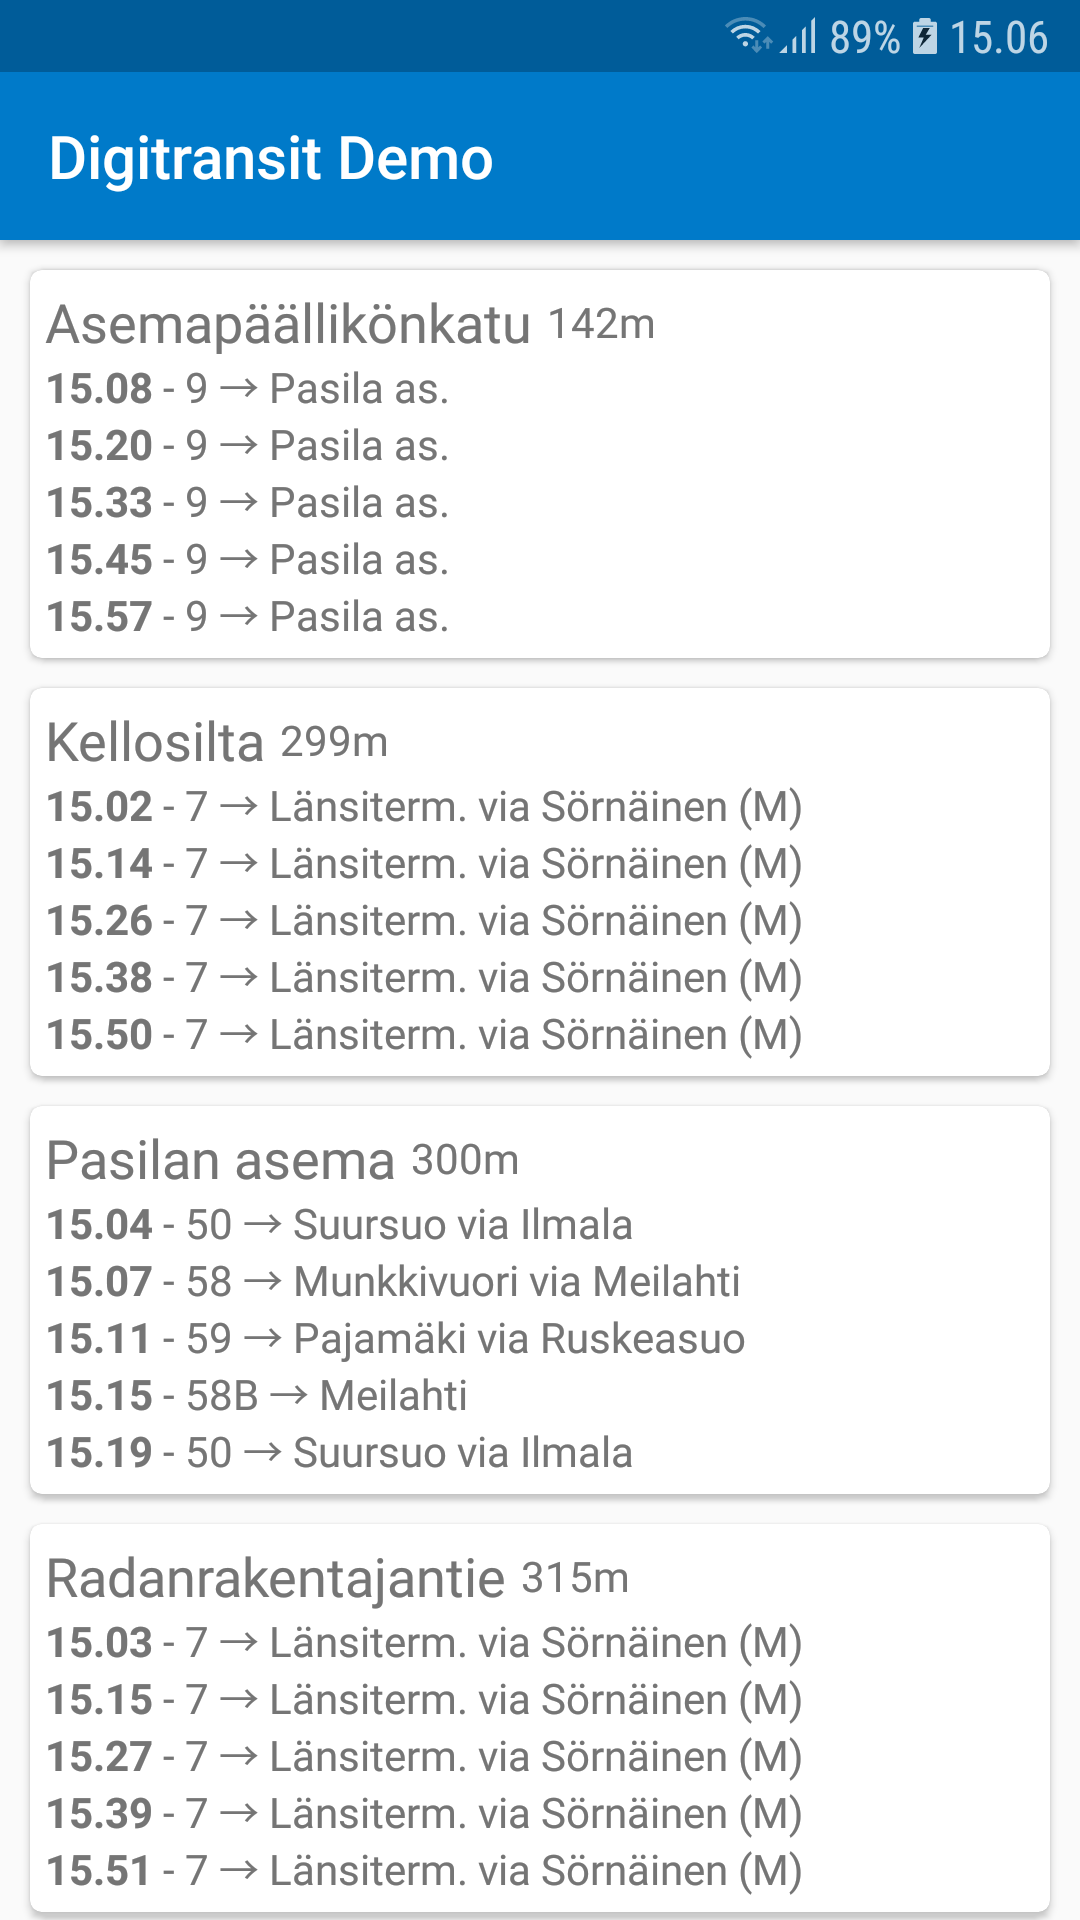 89% 15.06
Digitransit Demo
Asemapäällikönkatu 142m
15.08 - 9 → Pasila as.
15.20 - 9 → Pasila as.
15.33 - 9 → Pasila as.
15.45 - 9 → Pasila as.
15.57 - 9 → Pasila as.
Kellosilta 299m
15.02 - 7 → Länsiterm. via Sörnäinen (M)
15.14 - 7 → Länsiterm. via Sörnäinen (M)
15.26 - 7 → Länsiterm. via Sörnäinen (M)
15.38 - 7 → Länsiterm. via Sörnäinen (M)
15.50 - 7 → Länsiterm. via Sörnäinen (M)
Pasilan asema 300m
15.04 - 50 → Suursuo via Ilmala
15.07 - 58 → Munkkivuori via Meilahti
15.11 - 59 → Pajamäki via Ruskeasuo
15.15 - 58B → Meilahti
15.19 - 50 → Suursuo via Ilmala
Radanrakentajantie 315m
15.03 - 7 → Länsiterm. via Sörnäinen (M)
15.15 - 7 → Länsiterm. via Sörnäinen (M)
15.27 - 7 → Länsiterm. via Sörnäinen (M)
15.39 - 7 → Länsiterm. via Sörnäinen (M)
15.51 - 7 → Länsiterm. via Sörnäinen (M)